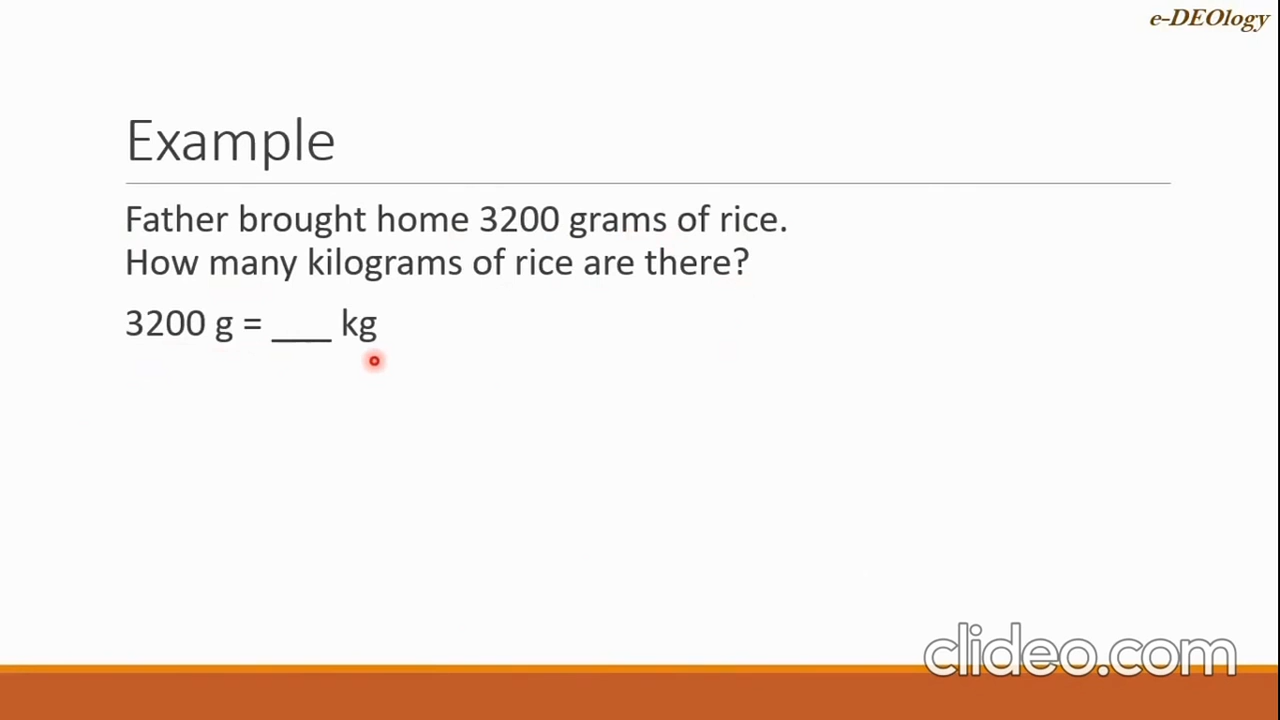 e-DEOlogy
Example
Father brought home 3200 grams of rice.
How many kilograms of rice are there?
3200 g = ___ kg
clideo.com